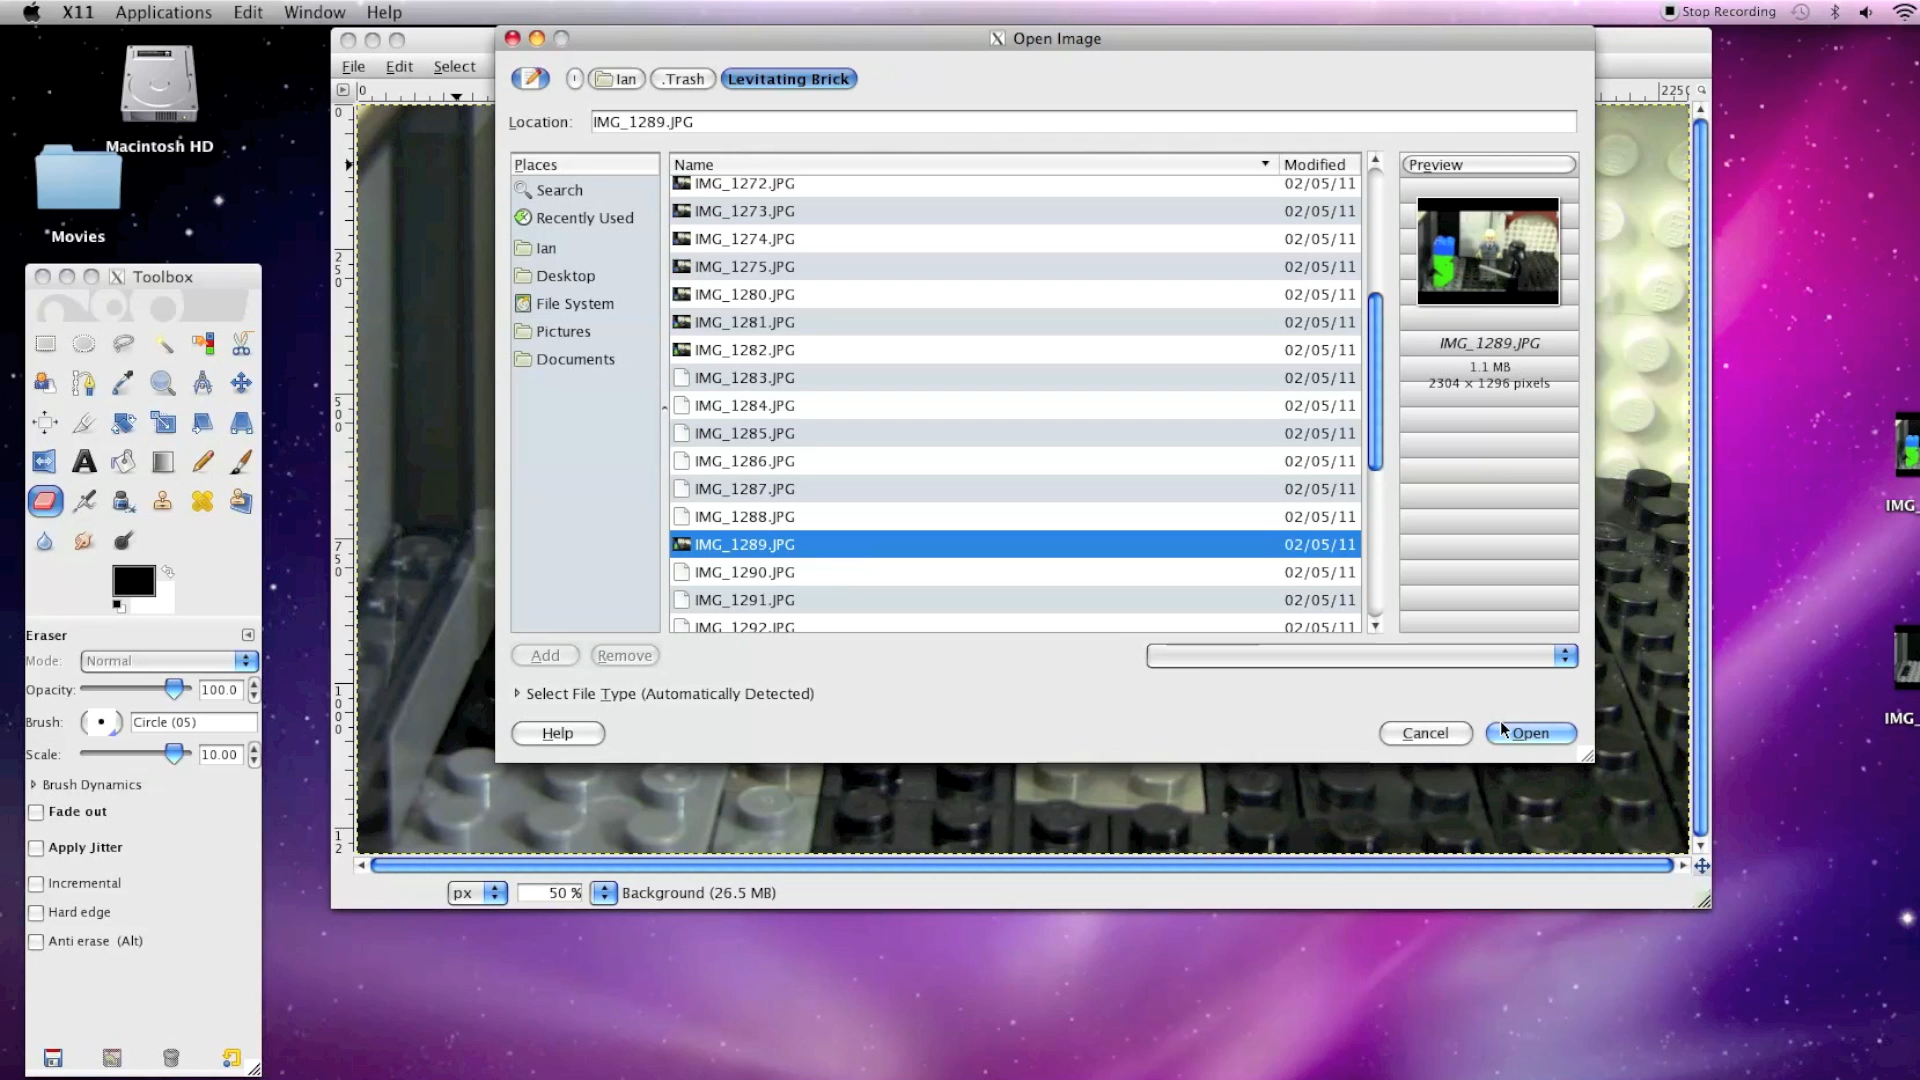 X11 Applications Edit Window Help
Stop Recording
Macintosh HD
Movies
Toolbox
Eraser
Mode: Normal
Opacity: 100.0
Brush: Circle (05)
Scale: 10.00
Brush Dynamics
Fade out
Apply Jitter
Incremental
Hard edge
Anti erase (Alt)
File Edit Select
0
225
0
250
500
750
1000
12
Open Image
Ian .Trash Levitating Brick
Location: IMG_1289.JPG
Places
Search
Recently Used
Ian
Desktop
File System
Pictures
Documents
Name Modified
IMG_1272.JPG 02/05/11
IMG_1273.JPG 02/05/11
IMG_1274.JPG 02/05/11
IMG_1275.JPG 02/05/11
IMG_1280.JPG 02/05/11
IMG_1281.JPG 02/05/11
IMG_1282.JPG 02/05/11
IMG_1283.JPG 02/05/11
IMG_1284.JPG 02/05/11
IMG_1285.JPG 02/05/11
IMG_1286.JPG 02/05/11
IMG_1287.JPG 02/05/11
IMG_1288.JPG 02/05/11
IMG_1289.JPG 02/05/11
IMG_1290.JPG 02/05/11
IMG_1291.JPG 02/05/11
IMG_1292.JPG 02/05/11
Preview
IMG_1289.JPG
1.1 MB
2304 × 1296 pixels
Add Remove
Select File Type (Automatically Detected)
Help Cancel Open
px 50 % Background (26.5 MB)
IMG_
IMG_